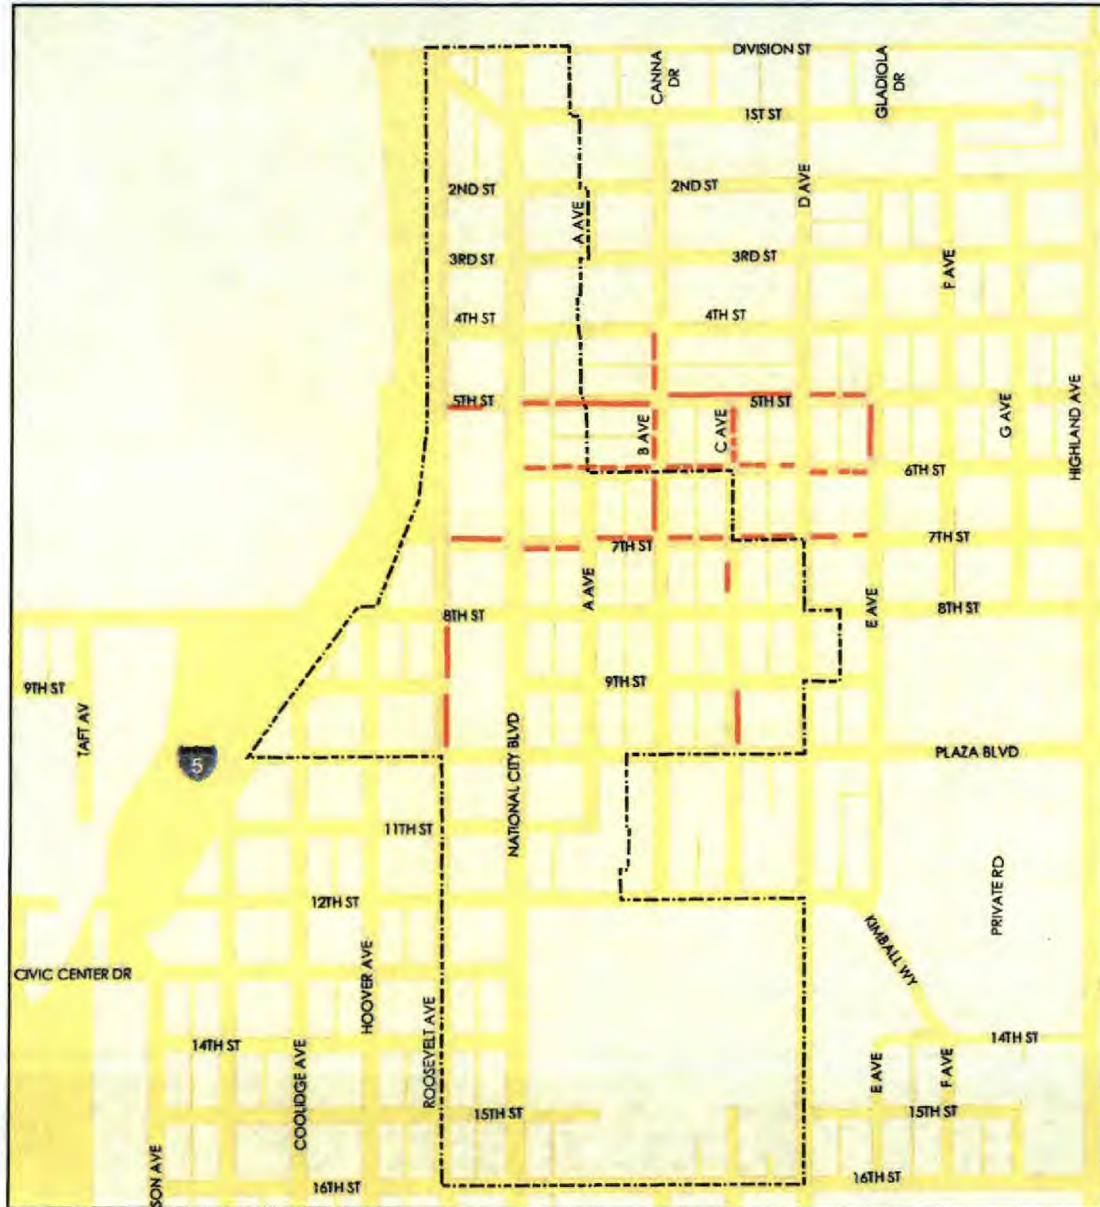 DIVISION ST
CANNA
DR
GLADIOLA
DR
1ST ST
2ND ST
2ND ST
D AVE
A AVE
3RD ST
3RD ST
F AVE
4TH ST
4TH ST
5TH ST
5TH ST
B AVE
C AVE
G AVE
HIGHLAND AVE
6TH ST
7TH ST
7TH ST
A AVE
E AVE
8TH ST
8TH ST
9TH ST
9TH ST
TAFT AV
NATIONAL CITY BLVD
5
PLAZA BLVD
11TH ST
12TH ST
PRIVATE RD
KIMBALL WY
CIVIC CENTER DR
HOOVER AVE
ROOSEVELT AVE
14TH ST
14TH ST
COOLIDGE AVE
E AVE
F AVE
15TH ST
15TH ST
SON AVE
16TH ST
16TH ST